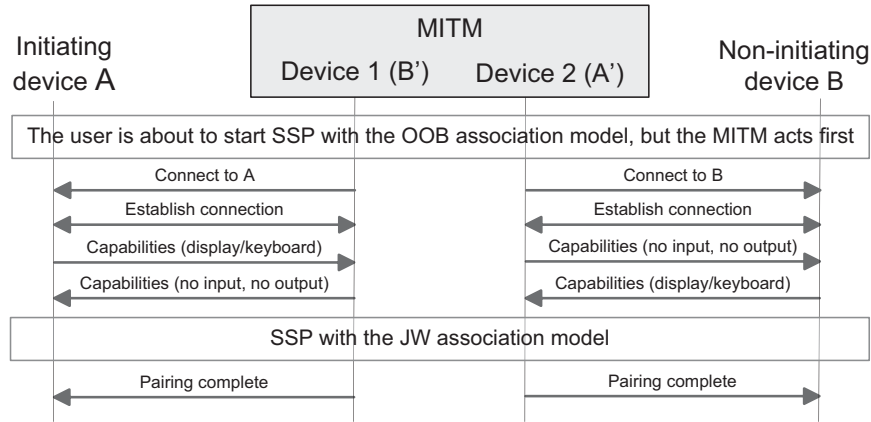 MITM
Initiating
device A
Device 1 (B')
Device 2 (A')
Non-initiating
device B
The user is about to start SSP with the OOB association model, but the MITM acts first
Connect to A
Connect to B
Establish connection
Establish connection
Capabilities (display/keyboard)
Capabilities (no input, no output)
Capabilities (no input, no output)
Capabilities (display/keyboard)
SSP with the JW association model
Pairing complete
Pairing complete